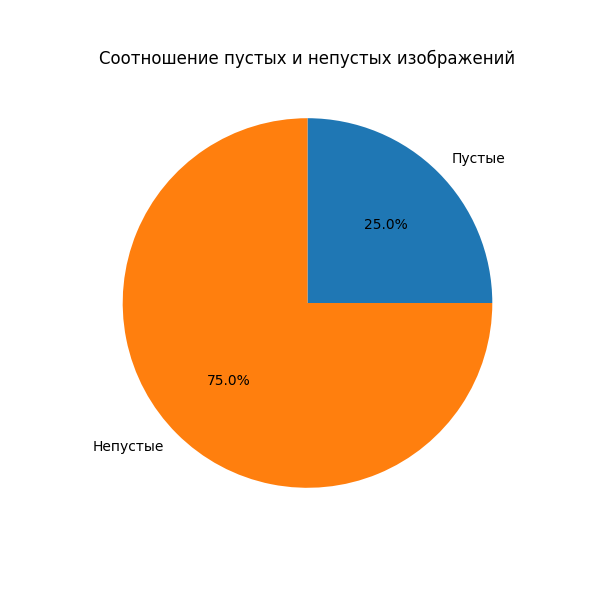 Соотношение пустых и непустых изображений
Пустые
25.0%
75.0%
Непустые